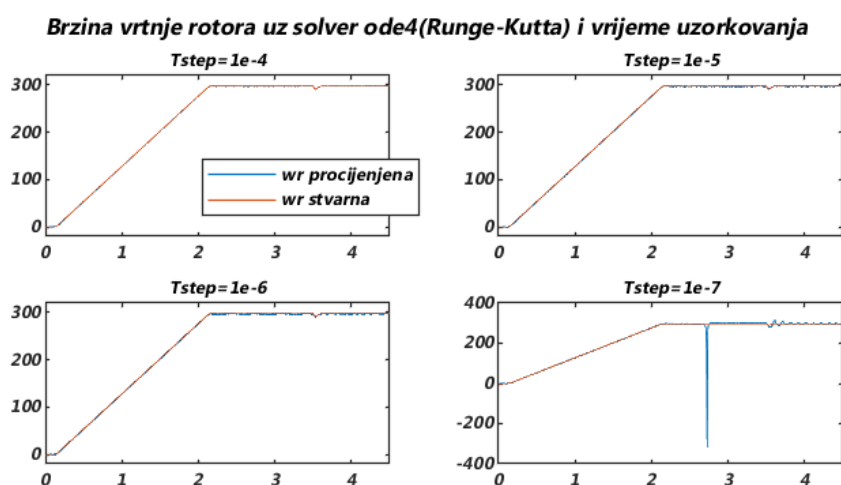 Brzina vrtnje rotora uz solver ode4(Runge-Kutta) i vrijeme uzorkovanja
Tstep=1e-4
300
200
100
0
0 1 2 3 4
wr procijenjena
wr stvarna
Tstep=1e-5
300
200
100
0
0 1 2 3 4
Tstep=1e-6
300
200
100
0
0 1 2 3 4
Tstep=1e-7
400
200
0
-200
-400
0 1 2 3 4